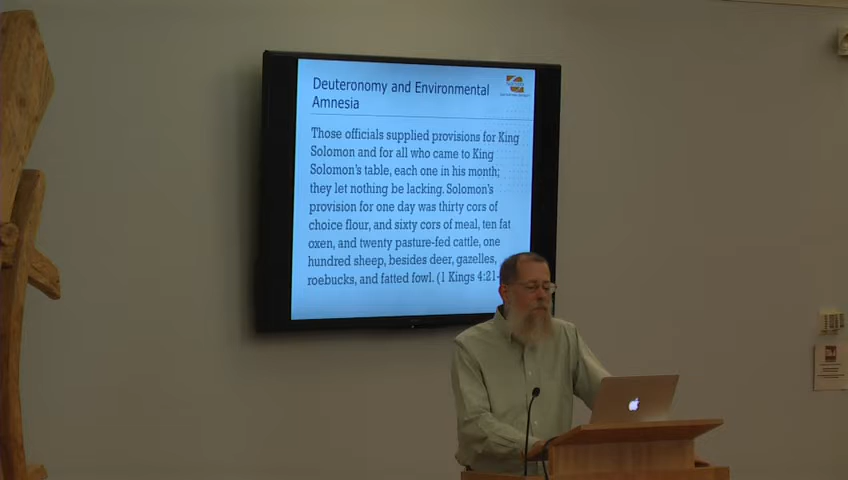 Deuteronomy and Environmental
Amnesia
Those officials supplied provisions for King
Solomon and for all who came to King
Solomon's table, each one in his month;
they let nothing be lacking. Solomon's
provision for one day was thirty cors of
choice flour, and sixty cors of meal, ten fat
oxen, and twenty pasture-fed cattle, one
hundred sheep, besides deer, gazelles,
roebucks, and fatted fowl. (1 Kings 4:21-